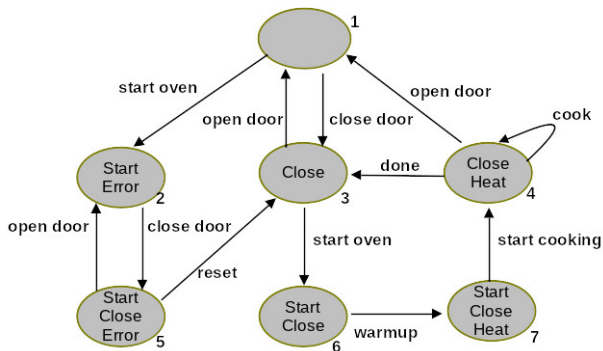 1
start oven
open door
close door
open door
cook
Start
Error
2
Close
3
done
Close
Heat
4
open door
close door
reset
start oven
start cooking
Start
Close
Error
5
Start
Close
6
warmup
Start
Close
Heat
7